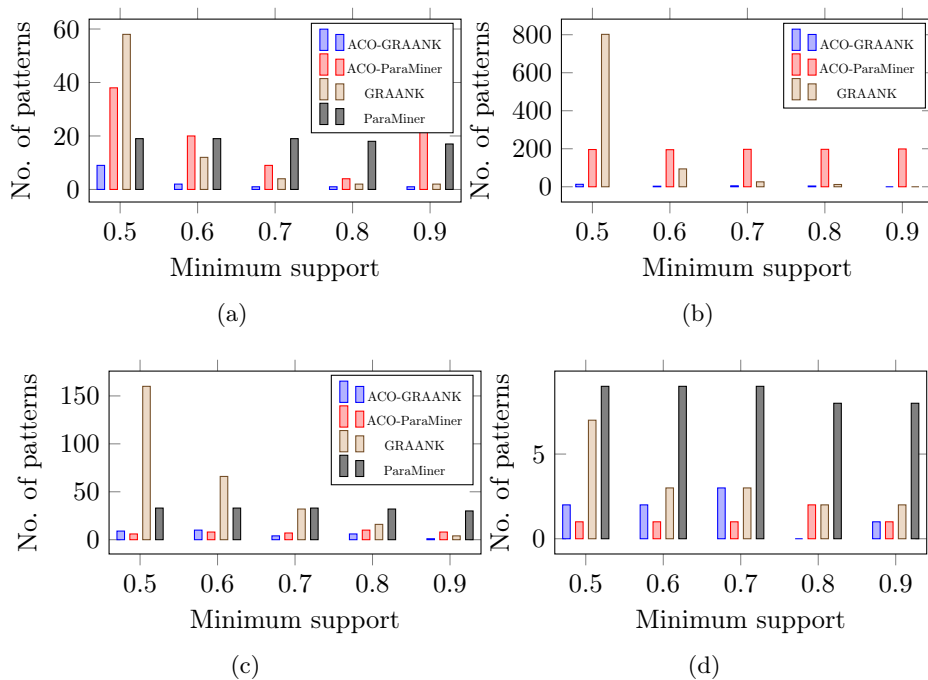 No. of patterns
60
40
20
0
ACO-GRAANK
ACO-ParaMiner
GRAANK
ParaMiner
0.5 0.6 0.7 0.8 0.9
Minimum support
(a)
No. of patterns
800
600
400
200
0
ACO-GRAANK
ACO-ParaMiner
GRAANK
0.5 0.6 0.7 0.8 0.9
Minimum support
(b)
No. of patterns
150
100
50
0
ACO-GRAANK
ACO-ParaMiner
GRAANK
ParaMiner
0.5 0.6 0.7 0.8 0.9
Minimum support
(c)
No. of patterns
5
0
0.5 0.6 0.7 0.8 0.9
Minimum support
(d)